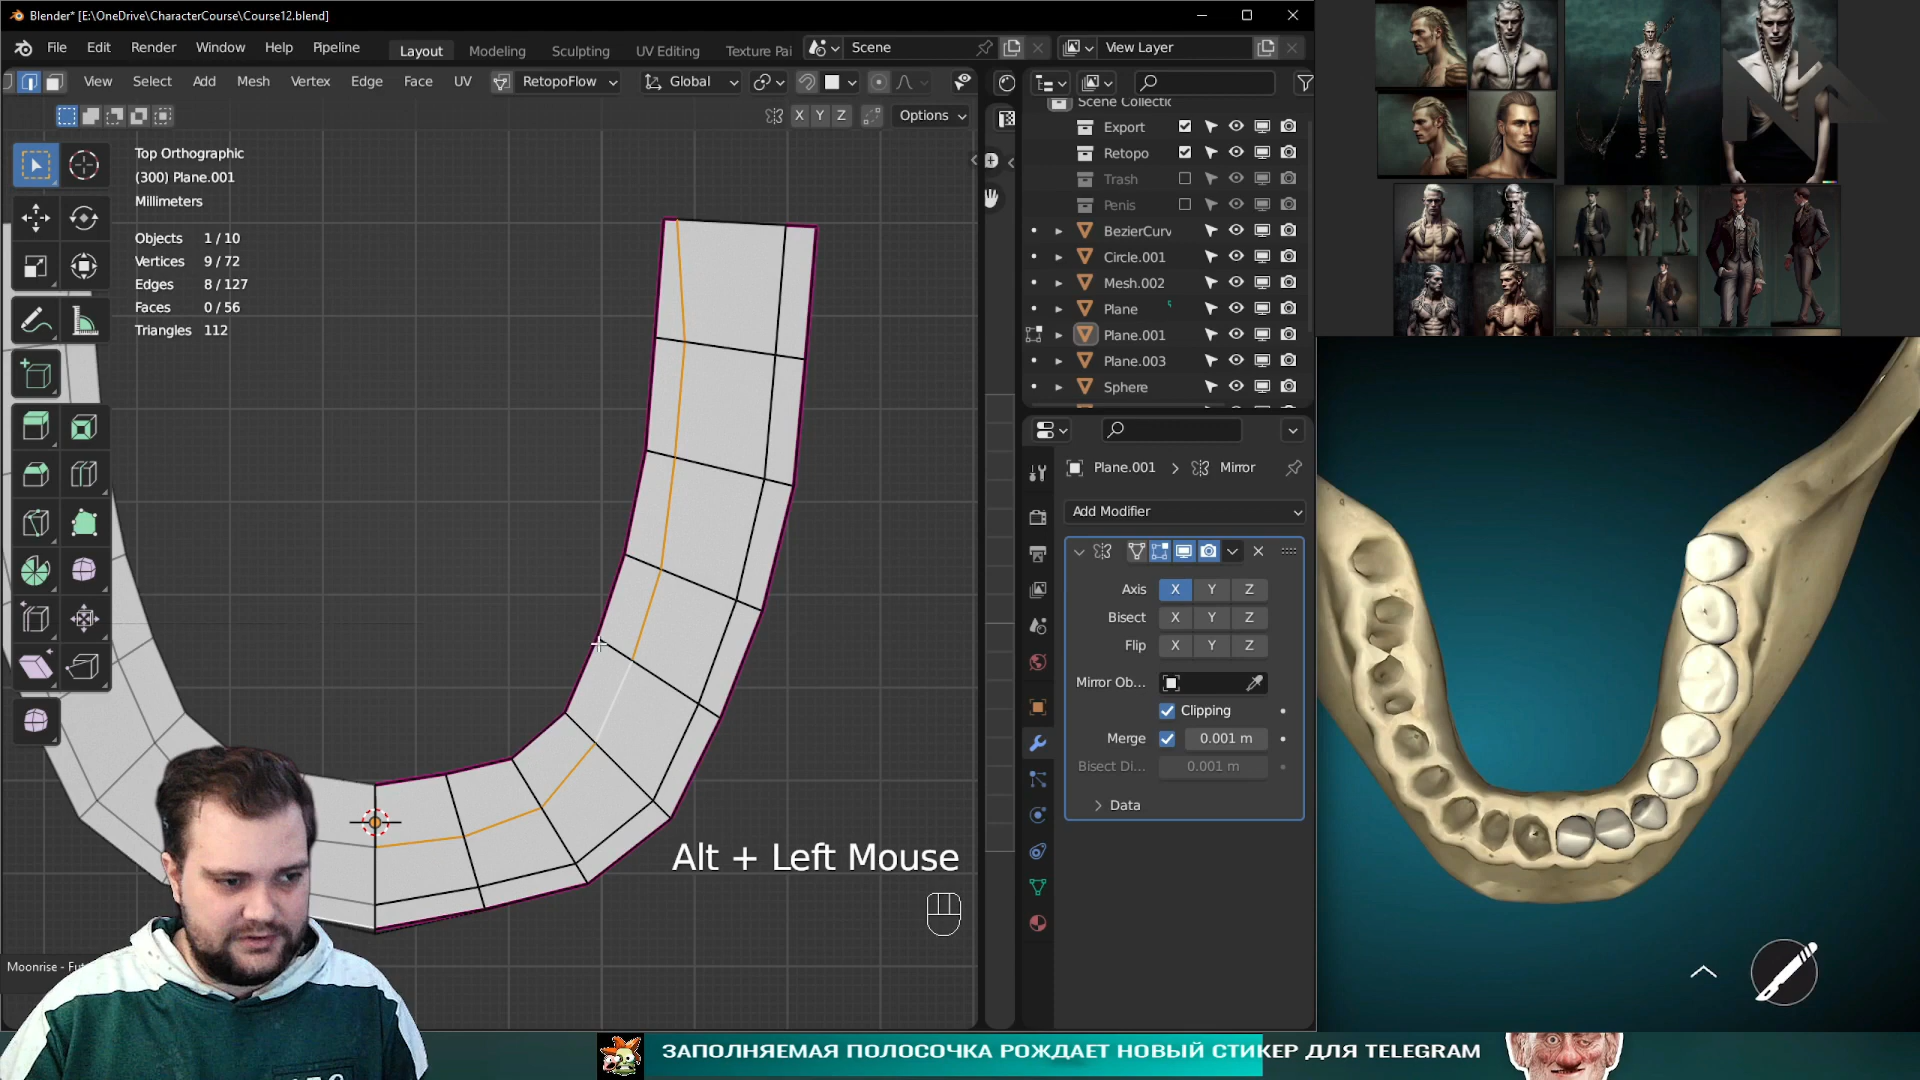 Blender* [E:\OneDrive\CharacterCourse\Course12.blend]
File Edit Render Window Help Pipeline
Layout Modeling Sculpting UV Editing Texture Pai
Scene
View Layer
View Select Add Mesh Vertex Edge Face UV
RetopoFlow
Global
X Y Z
Options
Top Orthographic
(300) Plane.001
Millimeters
Objects 1 / 10
Vertices 9 / 72
Edges 8 / 127
Faces 0 / 56
Triangles 112
Scene Collectic
Export
Retopo
Trash
Penis
BezierCurv
Circle.001
Mesh.002
Plane
Plane.001
Plane.003
Sphere
Plane.001 > Mirror
Add Modifier
Axis X Y Z
Bisect X Y Z
Flip X Y Z
Mirror Ob...
Clipping
Merge 0.001 m
Bisect Di... 0.001 m
Data
Alt + Left Mouse
Moonrise - Fu
ЗАПОЛНЯЕМАЯ ПОЛОСОЧКА РОЖДАЕТ НОВЫЙ СТИКЕР ДЛЯ TELEGRAM